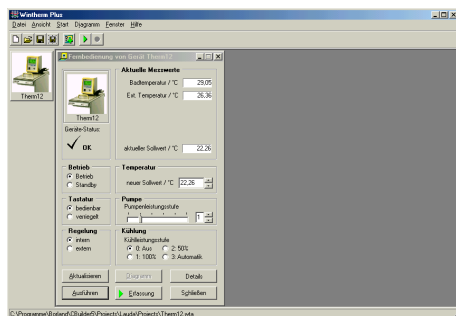 Wintherm Plus
Datei Ansicht Start Diagramm Fenster Hilfe
Therm12
Fernbedienung von Gerät Therm12
Therm12
Geräte-Status:
OK
Aktuelle Messwerte
Badtemperatur / °C 29,05
Ext. Temperatur / °C 26,36
aktueller Sollwert / °C 22,26
Betrieb
Betrieb
Standby
Temperatur
neuer Sollwert / °C 22,26
Tastatur
bedienbar
verriegelt
Pumpe
Pumpenleistungsstufe
1
Regelung
intern
extern
Kühlung
Kühlleistungsstufe
0: Aus 2: 50%
1: 100% 3: Automatik
Aktualisieren Diagramm Details
Ausführen Erfassung Schließen
C:\Programme\Borland\CBuilder5\Projects\Lauda\Projects\Therm12.wta